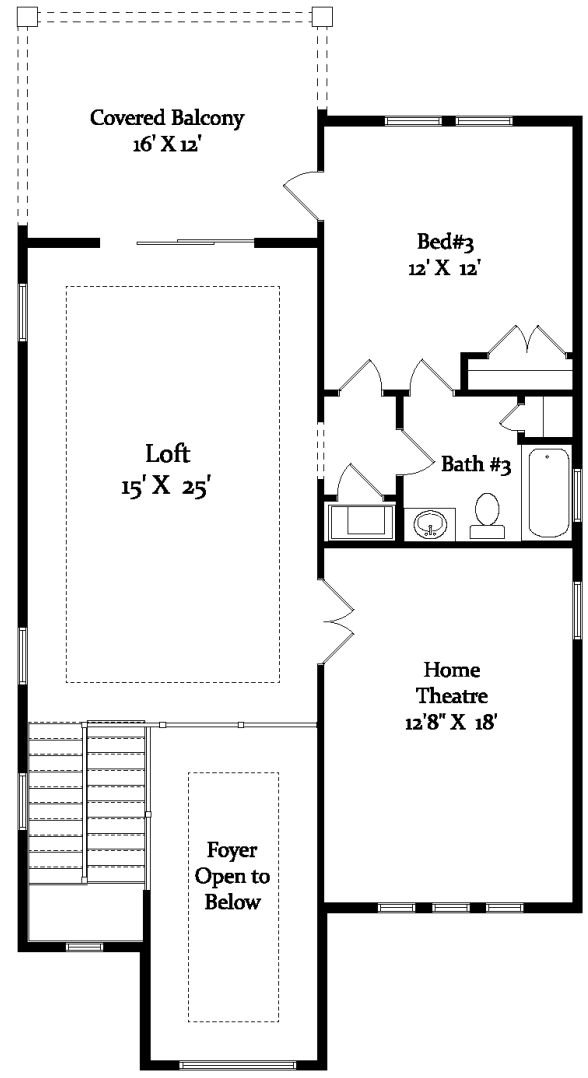 Covered Balcony
16' X 12'
Bed#3
12' X 12'
Loft
15' X 25'
Bath #3
Home
Theatre
12'8" X 18'
Foyer
Open to
Below